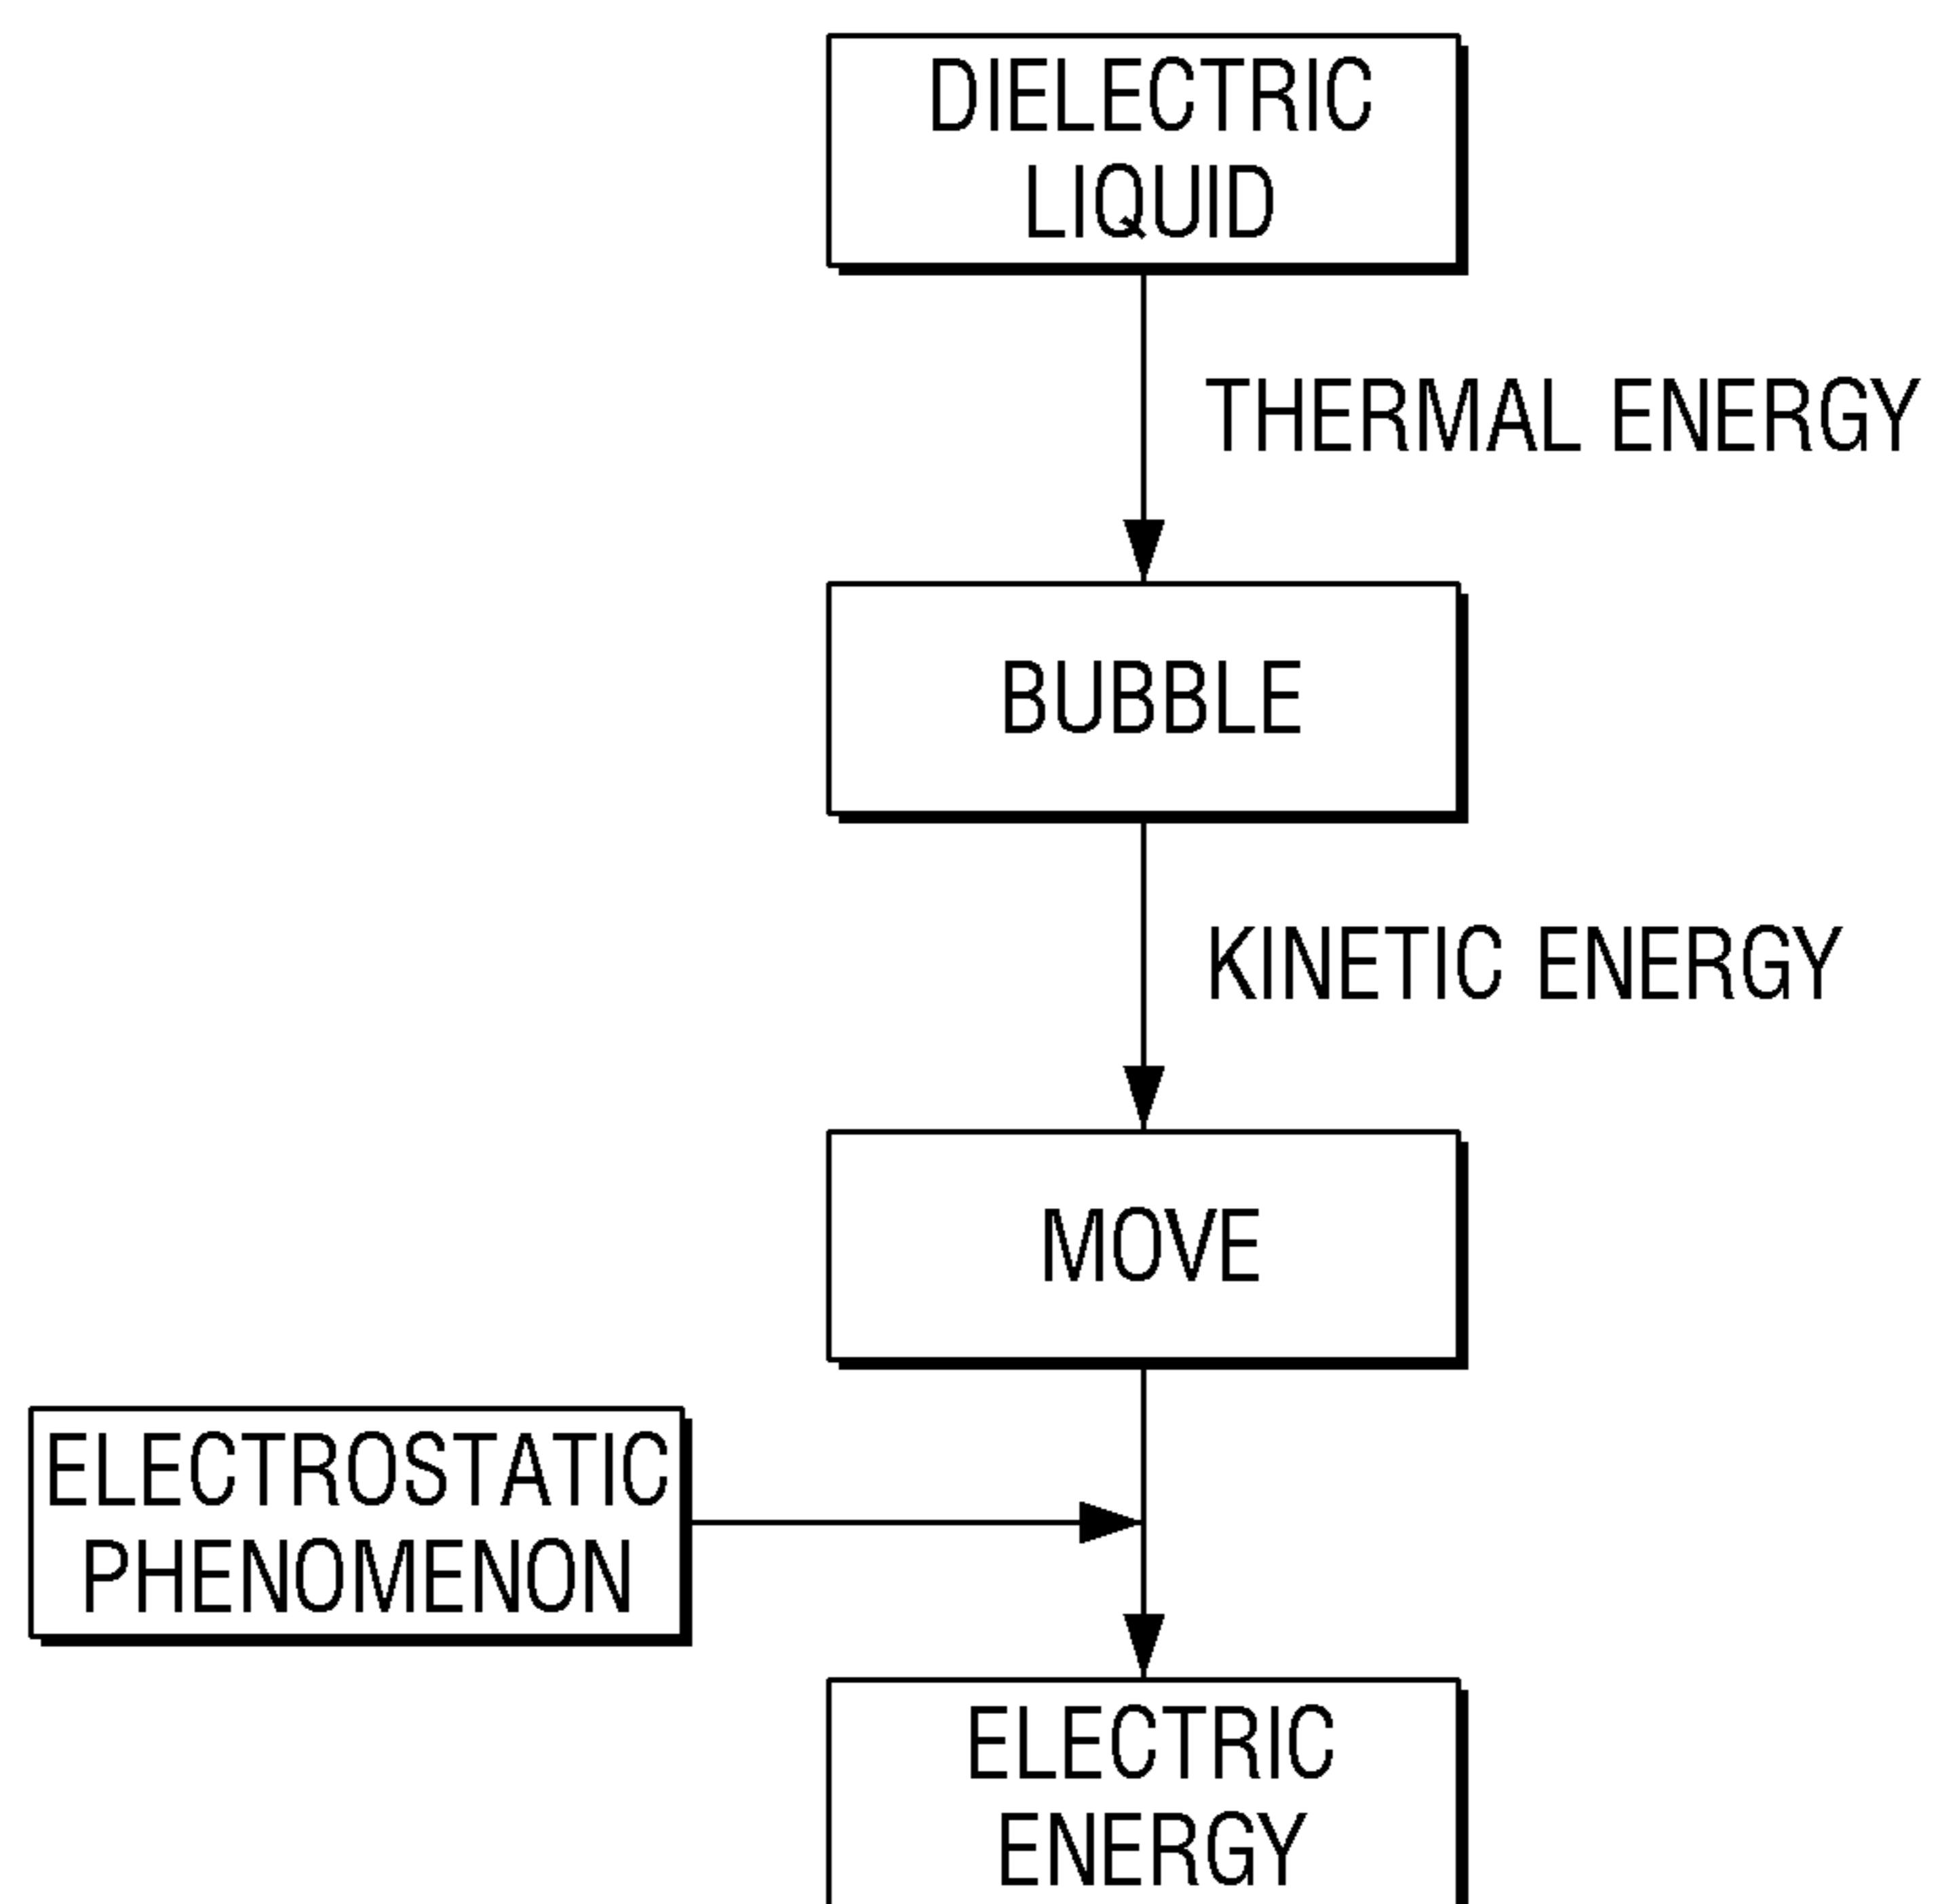 DIELECTRIC
LIQUID
THERMAL ENERGY
BUBBLE
KINETIC ENERGY
MOVE
ELECTROSTATIC
PHENOMENON
ELECTRIC
ENERGY